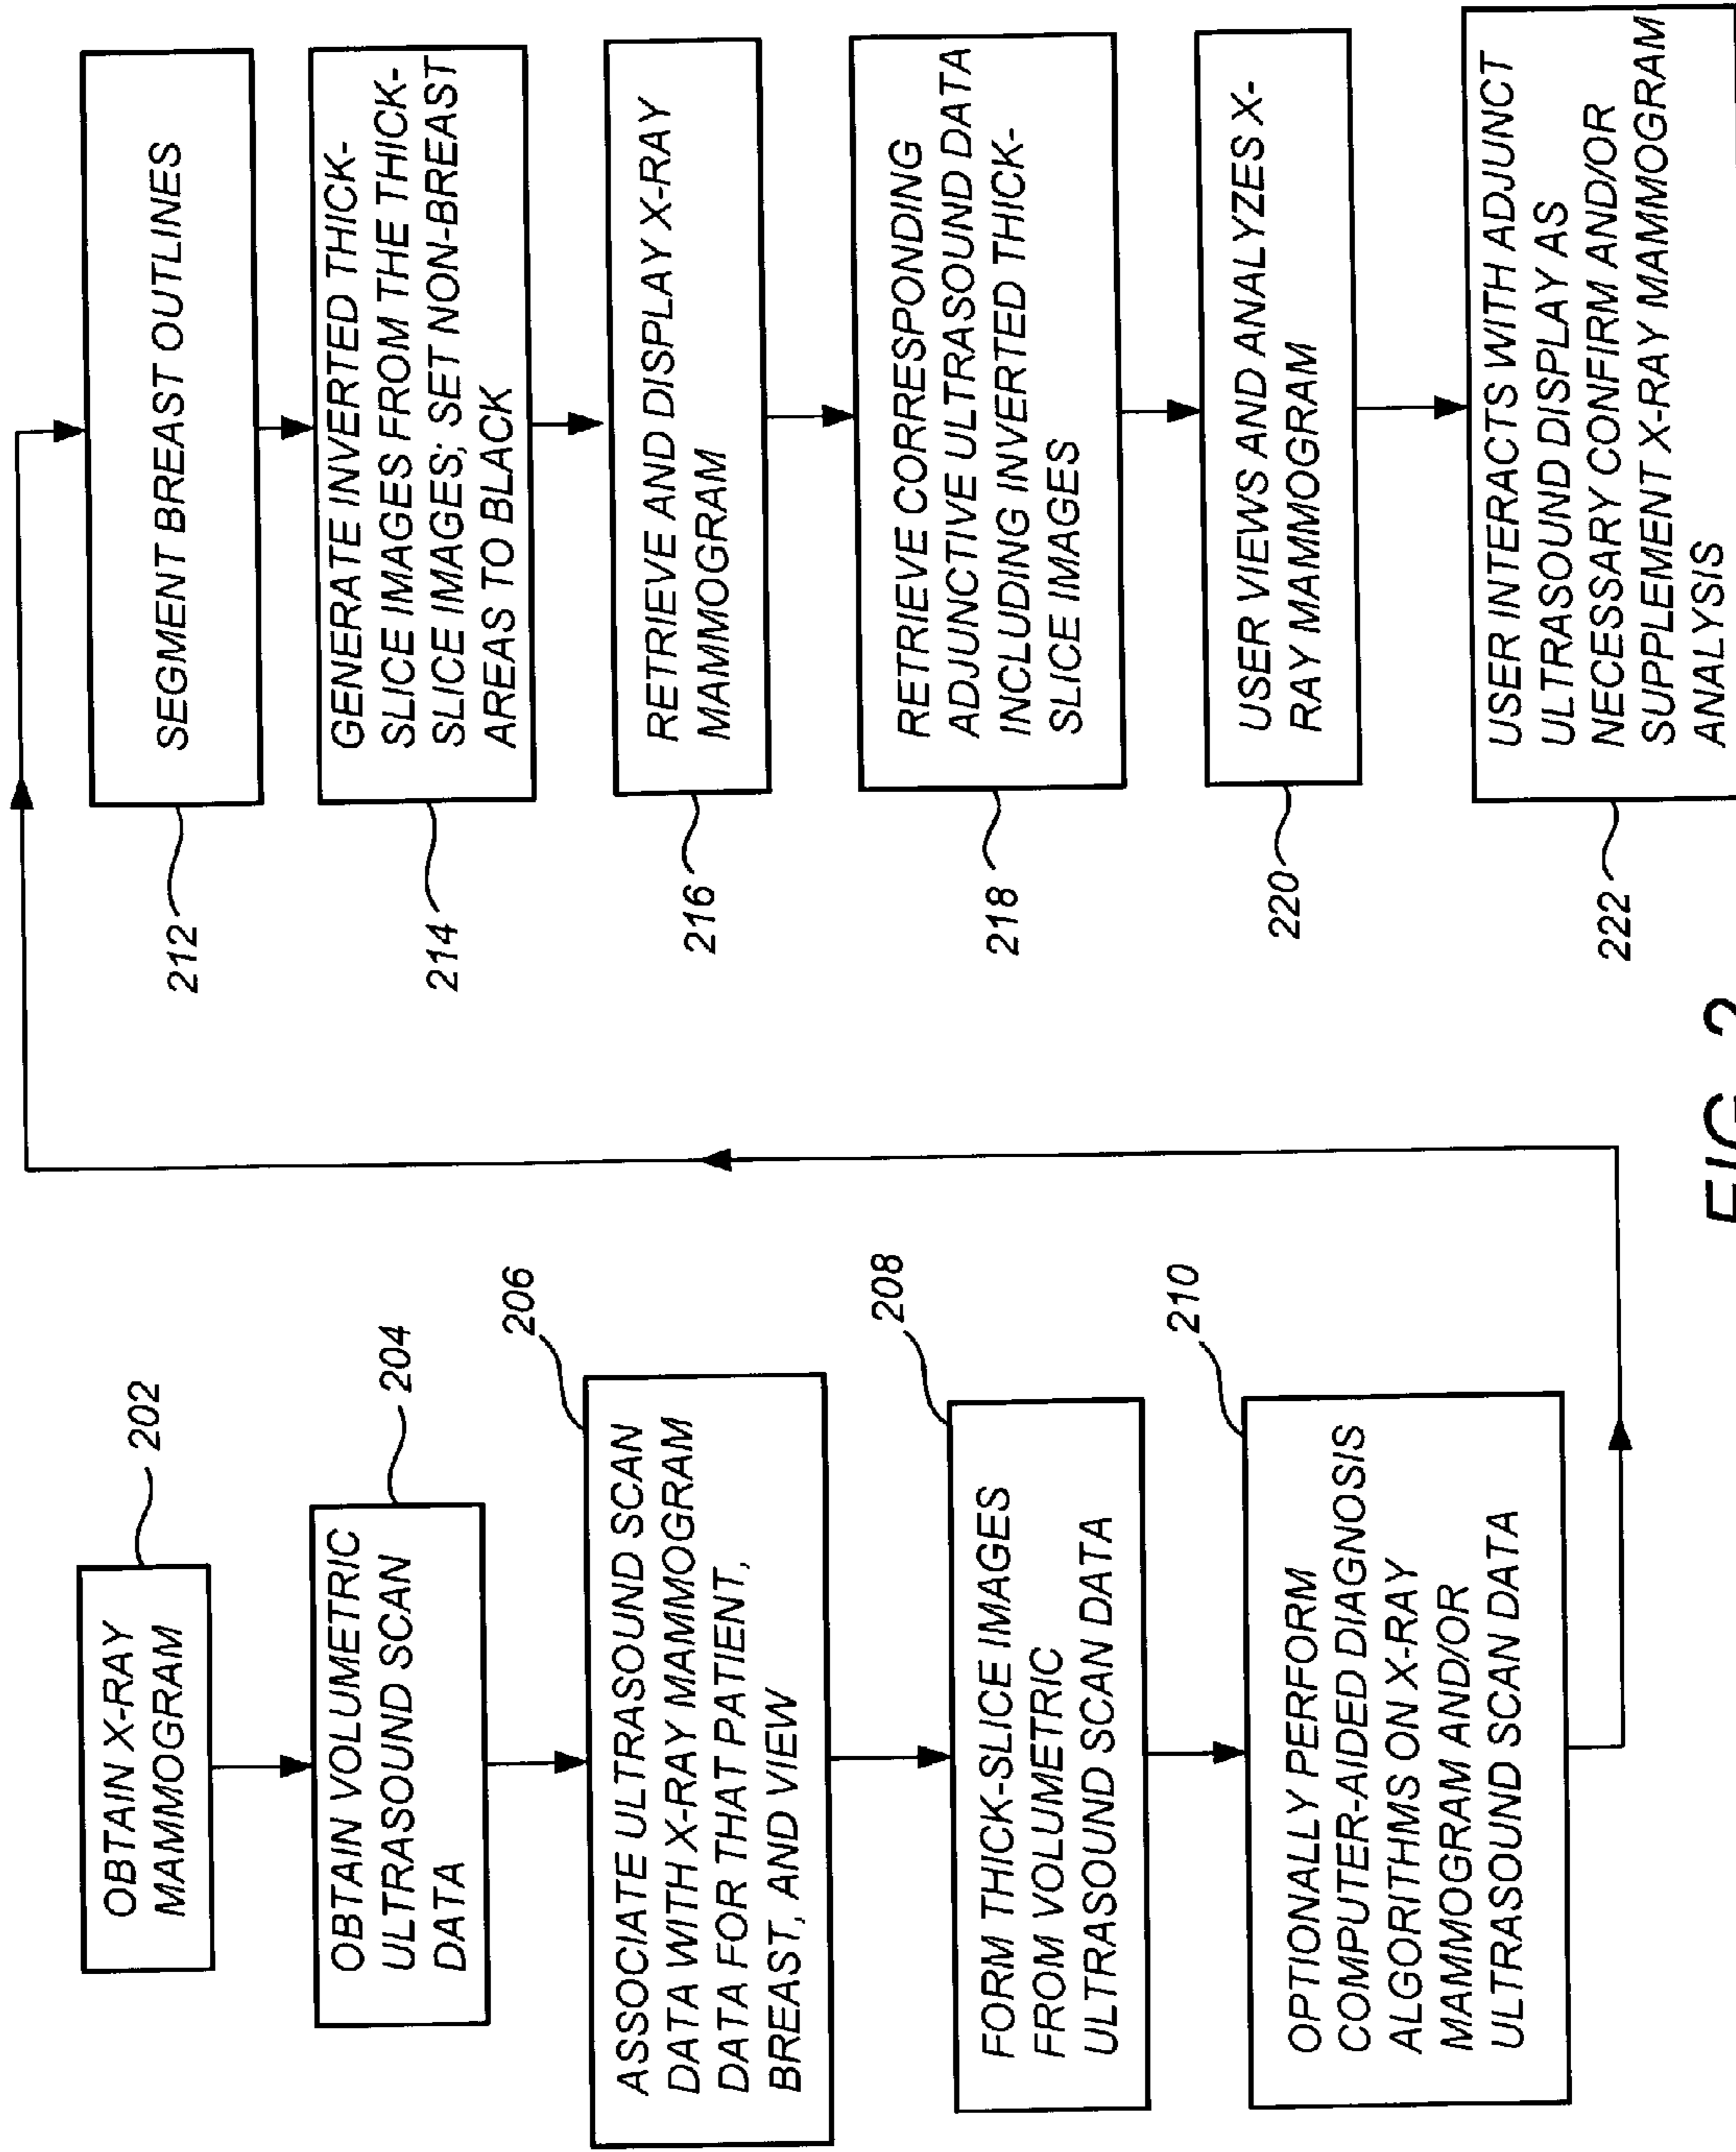 OBTAIN X-RAY
MAMMOGRAM
202
OBTAIN VOLUMETRIC
ULTRASOUND SCAN
DATA
204
ASSOCIATE ULTRASOUND SCAN
DATA WITH X-RAY MAMMOGRAM
DATA FOR THAT PATIENT,
BREAST, AND VIEW
206
FORM THICK-SLICE IMAGES
FROM VOLUMETRIC
ULTRASOUND SCAN DATA
208
OPTIONALLY PERFORM
COMPUTER-AIDED DIAGNOSIS
ALGORITHMS ON X-RAY
MAMMOGRAM AND/OR
ULTRASOUND SCAN DATA
210
SEGMENT BREAST OUTLINES
212
GENERATE INVERTED THICK-
SLICE IMAGES FROM THE THICK-
SLICE IMAGES; SET NON-BREAST
AREAS TO BLACK
214
RETRIEVE AND DISPLAY X-RAY
MAMMOGRAM
216
RETRIEVE CORRESPONDING
ADJUNCTIVE ULTRASOUND DATA
INCLUDING INVERTED THICK-
SLICE IMAGES
218
USER VIEWS AND ANALYZES X-
RAY MAMMOGRAM
220
USER INTERACTS WITH ADJUNCT
ULTRASOUND DISPLAY AS
NECESSARY CONFIRM AND/OR
SUPPLEMENT X-RAY MAMMOGRAM
ANALYSIS
222
FIG. 2